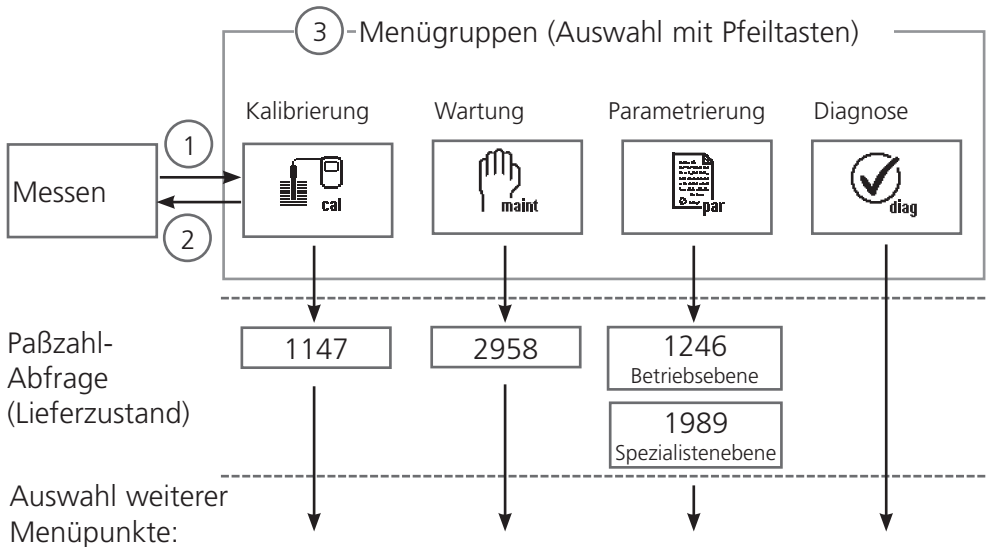 3 Menügruppen (Auswahl mit Pfeiltasten)
Kalibrierung Wartung Parametrierung Diagnose
1
Messen
cal maint par diag
2
Paßzahl-
Abfrage
(Lieferzustand)
1147 2958 1246
Betriebsebene
1989
Spezialistenebene
Auswahl weiterer
Menüpunkte: